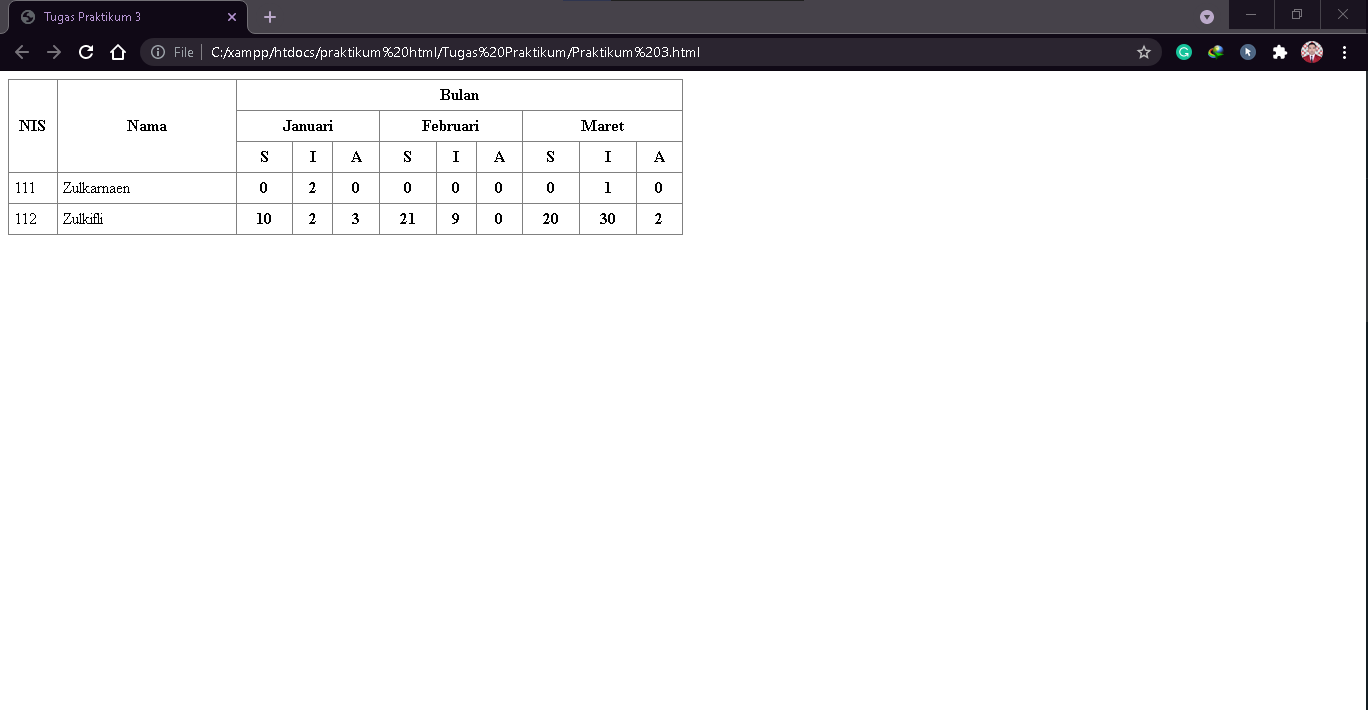 Tugas Praktikum 3
File C:/xampp/htdocs/praktikum%20html/Tugas%20Praktikum/Praktikum%203.html
NIS Nama Bulan
Januari Februari Maret
S I A S I A S I A
111 Zulkarnaen 0 2 0 0 0 0 0 1 0
112 Zulkifli 10 2 3 21 9 0 20 30 2